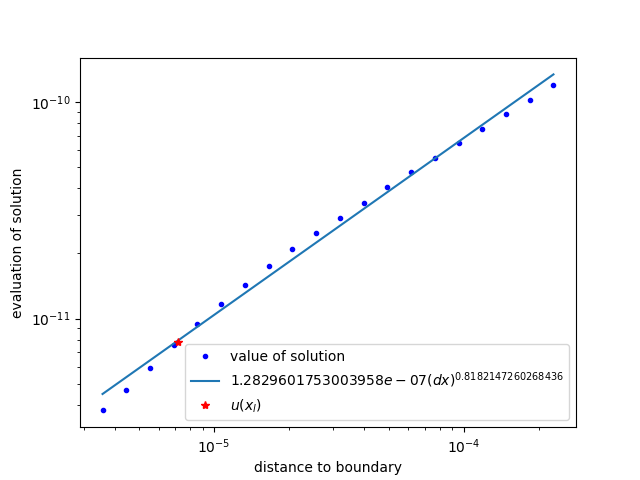 10⁻¹⁰
10⁻¹¹
evaluation of solution
value of solution
1.2829601753003958e − 07(dx)^0.8182147260268436
u(x_I)
10⁻⁵
10⁻⁴
distance to boundary